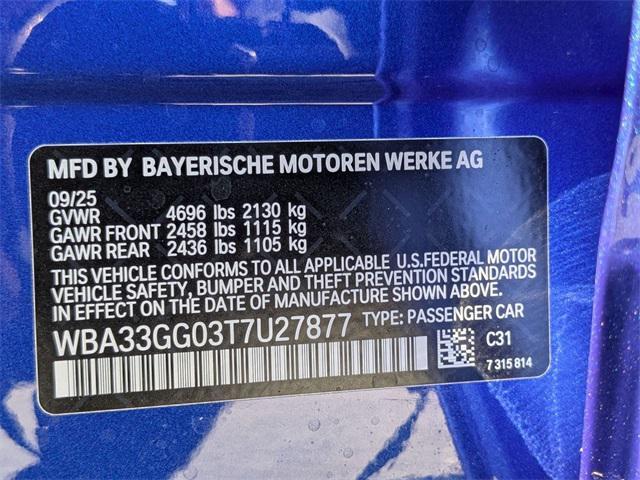 MFD BY BAYERISCHE MOTOREN WERKE AG
09/25
GVWR 4696 lbs 2130 kg
GAWR FRONT 2458 lbs 1115 kg
GAWR REAR 2436 lbs 1105 kg
THIS VEHICLE CONFORMS TO ALL APPLICABLE U.S.FEDERAL MOTOR
VEHICLE SAFETY, BUMPER AND THEFT PREVENTION STANDARDS
IN EFFECT ON THE DATE OF MANUFACTURE SHOWN ABOVE.
WBA33GG03T7U27877 TYPE: PASSENGER CAR
C31
7 315 814